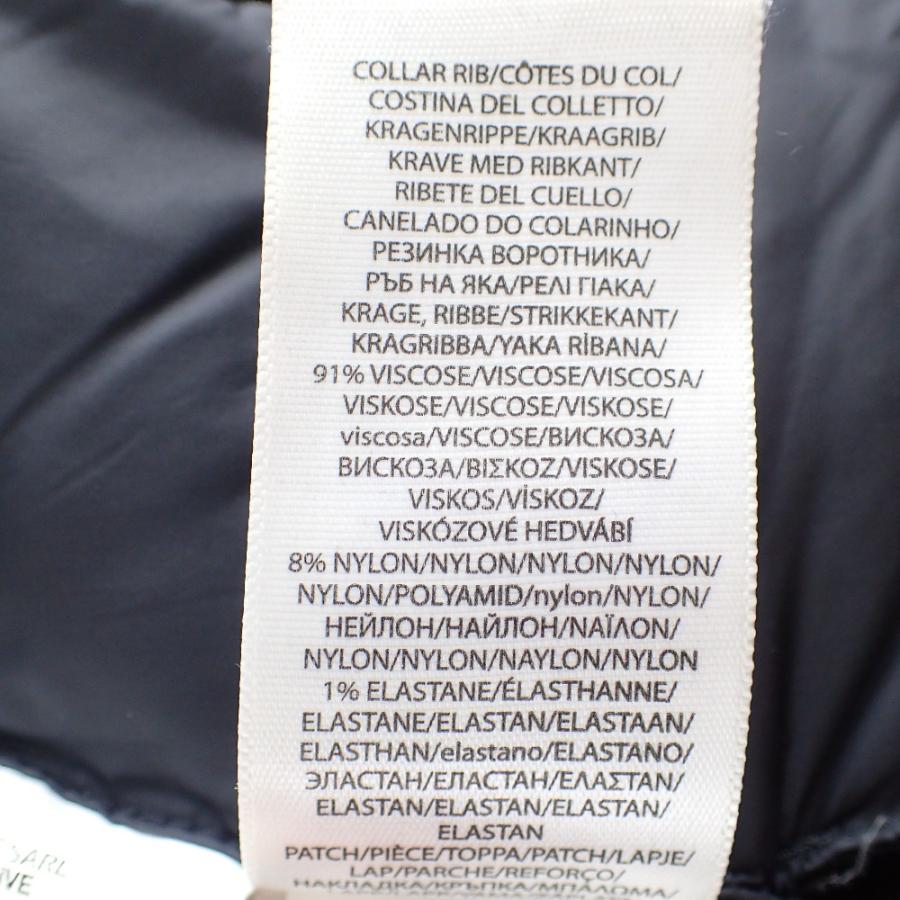 COLLAR RIB/CÔTES DU COL/
COSTINA DEL COLLETTO/
KRAGENRIPPE/KRAAGRIB/
KRAVE MED RIBKANT/
RIBETE DEL CUELLO/
CANELADO DO COLARINHO/
РЕЗИНКА ВОРОТНИКА/
РЪБ НА ЯКА/ΡΕΛΙ ΓΙΑΚΑ/
KRAGE, RIBBE/STRIKKEKANT/
KRAGRIBBA/YAKA RİBANA/
91% VISCOSE/VISCOSE/VISCOSA/
VISKOSE/VISCOSE/VISKOSE/
viscosa/VISCOSE/ВИСКОЗА/
ВИСКОЗА/ΒΙΣΚΟΖ/VISKOSE/
VISKOS/VİSKOZ/
VISKÓZOVÉ HEDVÁBÍ
8% NYLON/NYLON/NYLON/NYLON/
NYLON/POLYAMID/nylon/NYLON/
НЕЙЛОН/НАЙЛОН/ΝΑΪΛΟΝ/
NYLON/NYLON/NAYLON/NYLON
1% ELASTANE/ÉLASTHANNE/
ELASTANE/ELASTAN/ELASTAAN/
ELASTHAN/elastano/ELASTANO/
ЭЛАСТАН/ЕЛАСТАН/ΕΛΑΣΤΑΝ/
ELASTAN/ELASTAN/ELASTAN/
ELASTAN
PATCH/PIÈCE/TOPPA/PATCH/LAPJE/
LAP/PARCHE/REFORÇO/
НАКЛАДКА/КРЪПКА/ΜΠΑΛΩΜΑ/
SARL